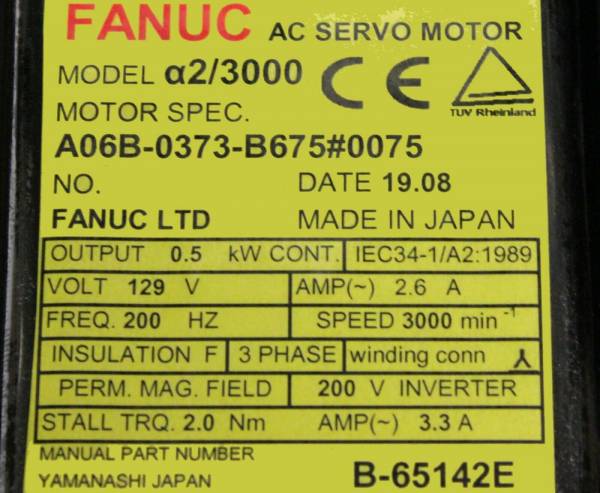 FANUC AC SERVO MOTOR
MODEL α2/3000 CE
TUV Rheinland
MOTOR SPEC.
A06B-0373-B675#0075
NO. DATE 19.08
FANUC LTD MADE IN JAPAN
OUTPUT 0.5 kW CONT. IEC34-1/A2:1989
VOLT 129 V AMP(~) 2.6 A
FREQ. 200 HZ SPEED 3000 min⁻¹
INSULATION F 3 PHASE winding conn
PERM. MAG. FIELD 200 V INVERTER
STALL TRQ. 2.0 Nm AMP(~) 3.3 A
MANUAL PART NUMBER
YAMANASHI JAPAN B-65142E